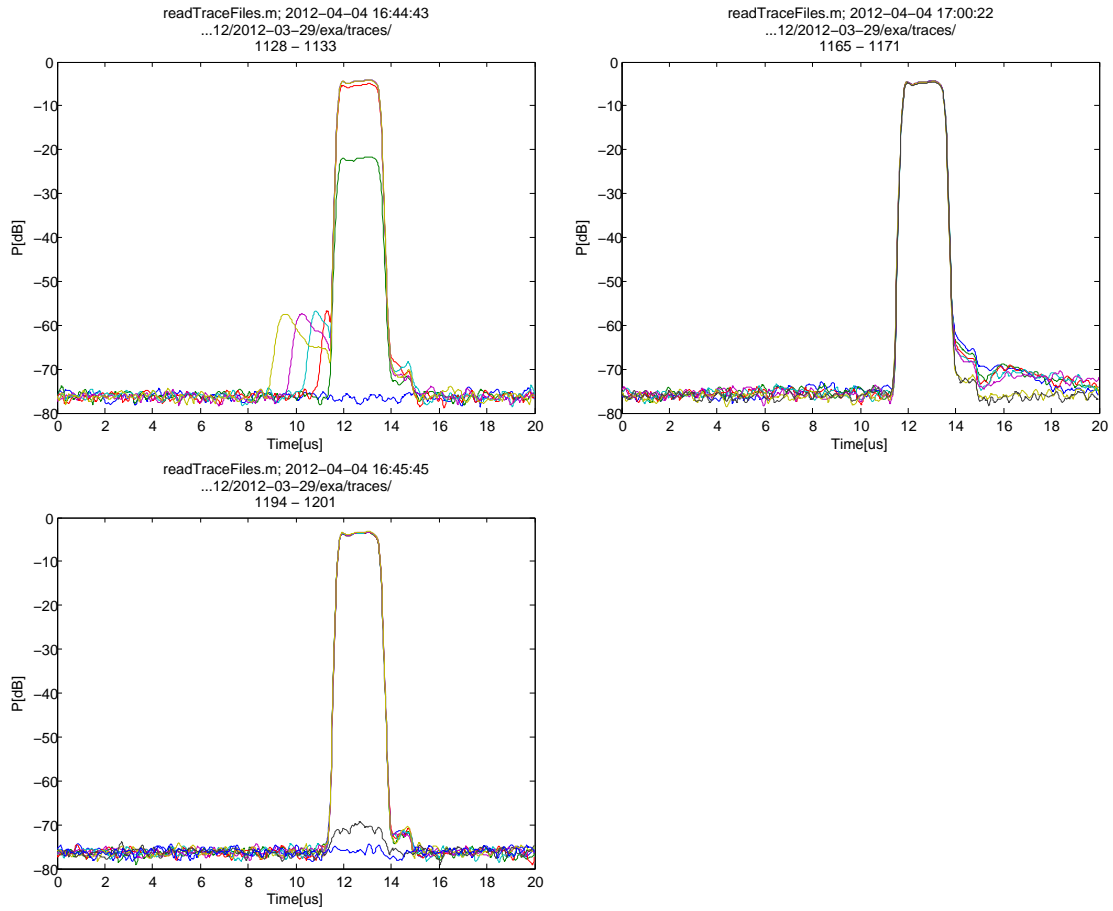 readTraceFiles.m; 2012−04−04 16:44:43
...12/2012−03−29/exa/traces/
1128 − 1133
0
−10
−20
−30
−40
−50
−60
−70
−80
P[dB]
0 2 4 6 8 10 12 14 16 18 20
Time[us]
readTraceFiles.m; 2012−04−04 17:00:22
...12/2012−03−29/exa/traces/
1165 − 1171
0
−10
−20
−30
−40
−50
−60
−70
−80
P[dB]
0 2 4 6 8 10 12 14 16 18 20
Time[us]
readTraceFiles.m; 2012−04−04 16:45:45
...12/2012−03−29/exa/traces/
1194 − 1201
0
−10
−20
−30
−40
−50
−60
−70
−80
P[dB]
0 2 4 6 8 10 12 14 16 18 20
Time[us]